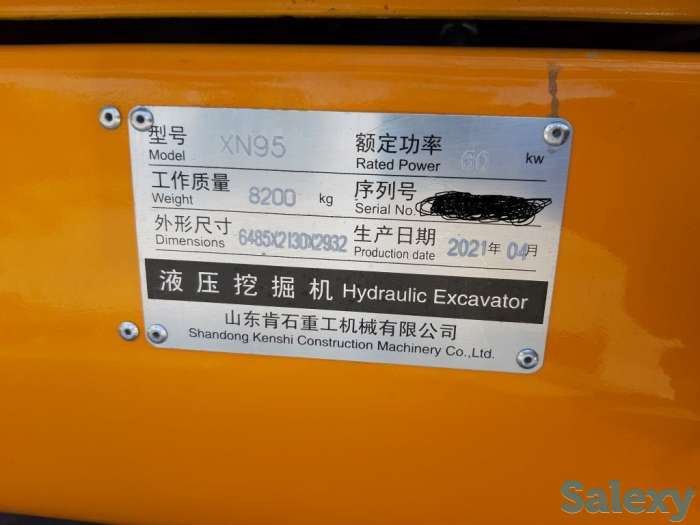 型号 XN95 额定功率 60 kw
Model Rated Power
工作质量 8200 kg 序列号
Weight Serial No.
外形尺寸 6485X2130X2932 生产日期 2021年 04月
Dimensions Production date
液压挖掘机 Hydraulic Excavator
山东肯石重工机械有限公司
Shandong Kenshi Construction Machinery Co.,Ltd.
Salexy